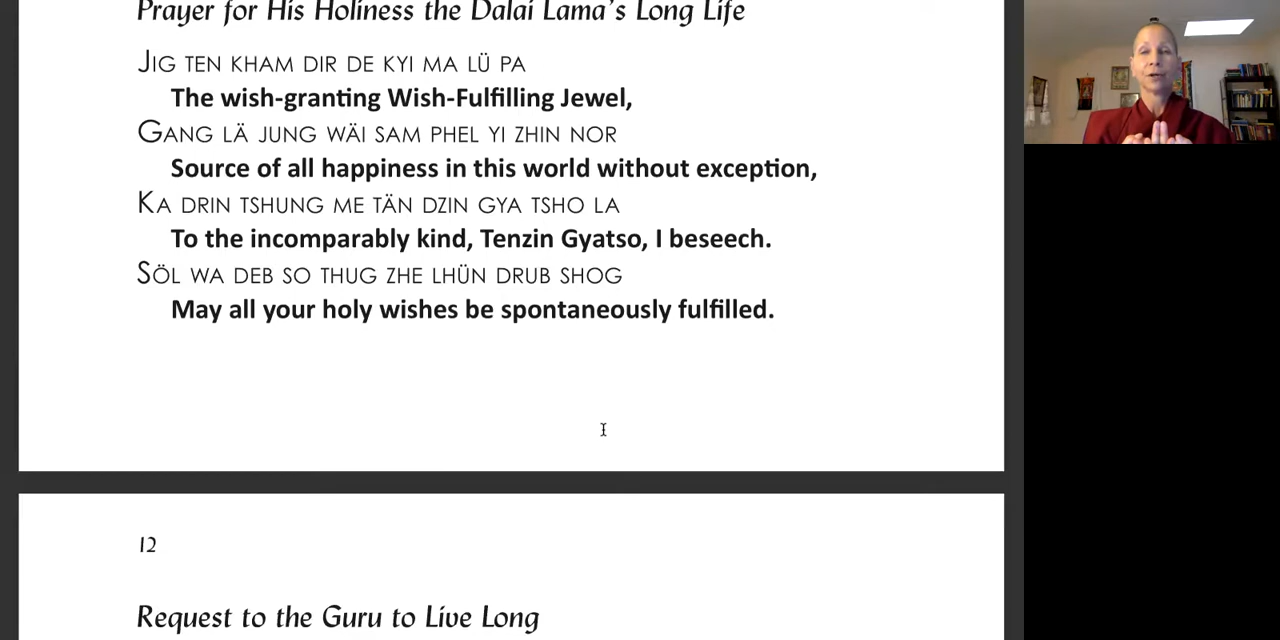 Prayer for His Holiness the Dalai Lama's Long Life
JIG TEN KHAM DIR DE KYI MA LÜ PA
The wish-granting Wish-Fulfilling Jewel,
GANG LÄ JUNG WÄI SAM PHEL YI ZHIN NOR
Source of all happiness in this world without exception,
KA DRIN TSHUNG ME TÄN DZIN GYA TSHO LA
To the incomparably kind, Tenzin Gyatso, I beseech.
SÖL WA DEB SO THUG ZHE LHÜN DRUB SHOG
May all your holy wishes be spontaneously fulfilled.
12
Request to the Guru to Live Long